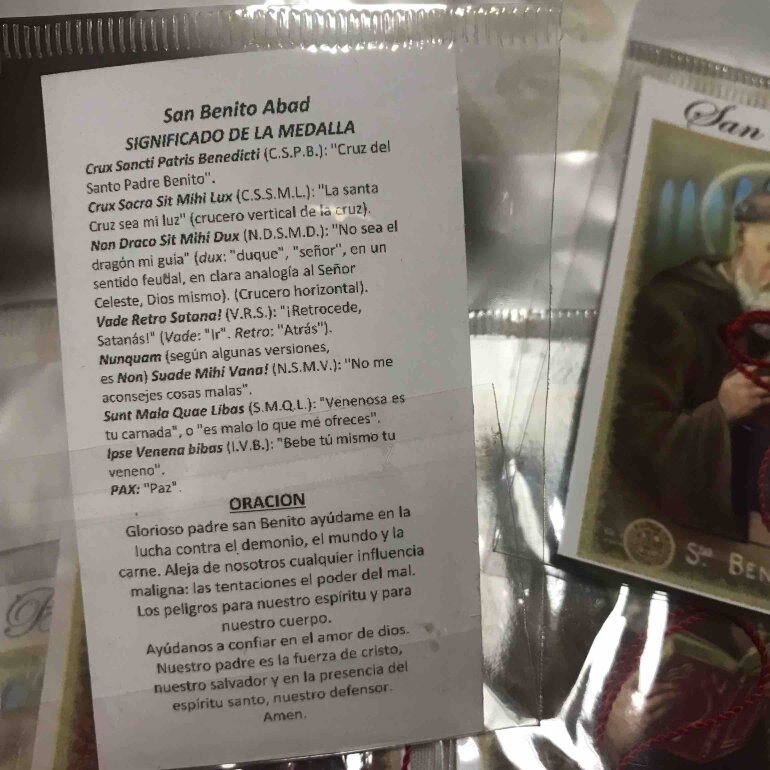 San Benito Abad
SIGNIFICADO DE LA MEDALLA
Crux Sancti Patris Benedicti (C.S.P.B.): "Cruz del
Santo Padre Benito".
Crux Sacra Sit Mihi Lux (C.S.S.M.L.): "La santa
Cruz sea mi luz" (crucero vertical de la cruz).
Non Draco Sit Mihi Dux (N.D.S.M.D.): "No sea el
dragón mi guia" (dux: "duque", "señor", en un
sentido feudal, en clara analogía al Señor
Celeste, Dios mismo). (Crucero horizontal).
Vade Retro Satana! (V.R.S.): "¡Retrocede,
Satanás!" (Vade: "Ir". Retro: "Atrás").
Nunquam (según algunas versiones,
es Non) Suade Mihi Vana! (N.S.M.V.): "No me
aconsejes cosas malas".
Sunt Mala Quae Libas (S.M.Q.L.): "Venenosa es
tu carnada", o "es malo lo que me ofreces".
Ipse Venena bibas (I.V.B.): "Bebe tú mismo tu
veneno".
PAX: "Paz".
.
ORACION
Glorioso padre san Benito ayúdame en la
lucha contra el demonio, el mundo y la
carne. Aleja de nosotros cualquier influencia
maligna: las tentaciones el poder del mal.
Los peligros para nuestro espíritu y para
nuestro cuerpo.
Ayúdanos a confiar en el amor de dios.
Nuestro padre es la fuerza de cristo,
nuestro salvador y en la presencia del
espíritu santo, nuestro defensor.
Amen.
San
Sn. BEN